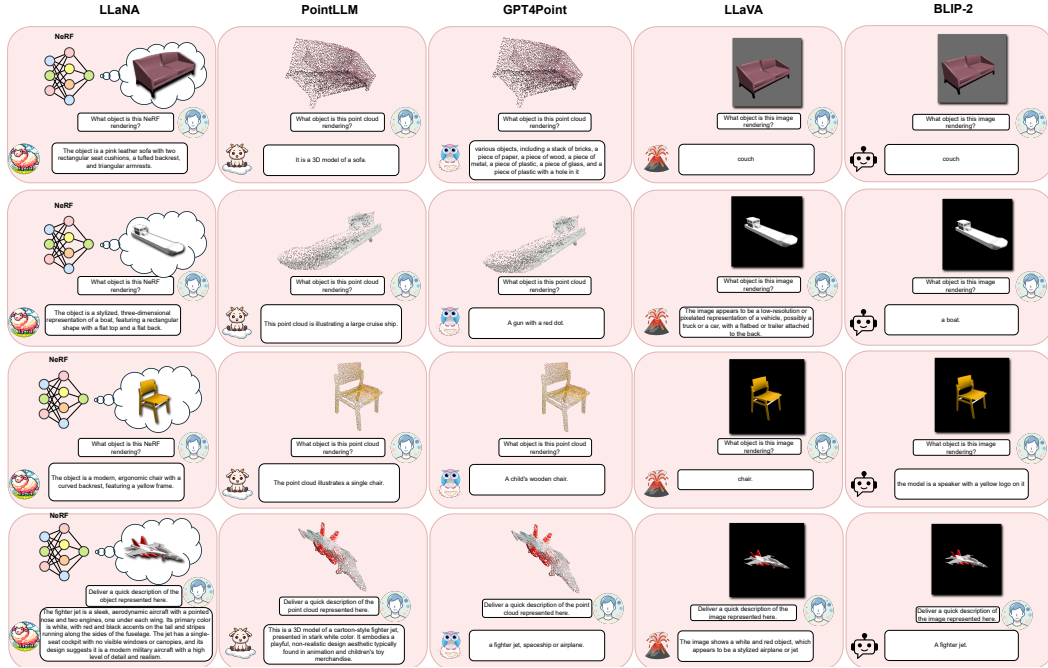 LLaNA
PointLLM
GPT4Point
LLaVA
BLIP-2
NeRF
What object is this NeRF
rendering?
The object is a pink leather sofa with two
rectangular seat cushions, a tufted backrest,
and triangular armrests.
What object is this point cloud
rendering?
It is a 3D model of a sofa.
What object is this point cloud
rendering?
various objects, including a stack of bricks, a
piece of paper, a piece of wood, a piece of
metal, a piece of plastic, a piece of glass, and a
piece of plastic with a hole in it
What object is this image
rendering?
couch
What object is this image
rendering?
couch
NeRF
What object is this NeRF
rendering?
The object is a stylized, three-dimensional
representation of a boat, featuring a rectangular
shape with a flat top and a flat back.
What object is this point cloud
rendering?
This point cloud is illustrating a large cruise ship.
What object is this point cloud
rendering?
A gun with a red dot.
What object is this image
rendering?
The image appears to be a low-resolution or
pixelated representation of a vehicle, possibly a
truck or a car, with a flatbed or trailer attached
to the back.
What object is this image
rendering?
a boat.
NeRF
What object is this NeRF
rendering?
The object is a modern, ergonomic chair with a
curved backrest, featuring a yellow frame.
What object is this point cloud
rendering?
The point cloud illustrates a single chair.
What object is this point cloud
rendering?
A child's wooden chair.
What object is this image
rendering?
chair.
What object is this image
rendering?
the model is a speaker with a yellow logo on it
NeRF
Deliver a quick description of the
object represented here.
The fighter jet is a sleek, aerodynamic aircraft with a pointed
nose and two engines, one under each wing. Its primary color
is white, with red and black accents on the tail and stripes
running along the sides of the fuselage. The jet has a single-
seat cockpit with no visible windows or canopies, and its
design suggests it is a modern military aircraft with a high
level of detail and realism.
Deliver a quick description of the
point cloud represented here.
This is a 3D model of a cartoon-style fighter jet,
presented in stark white color. It embodies a
playful, non-realistic design aesthetic typically
found in animation and children's toy
merchandise.
Deliver a quick description of the point
cloud represented here.
a fighter jet, spaceship or airplane.
Deliver a quick description of the
image represented here.
The image shows a white and red object, which
appears to be a stylized airplane or jet
Deliver a quick description of
the image represented here.
A fighter jet.